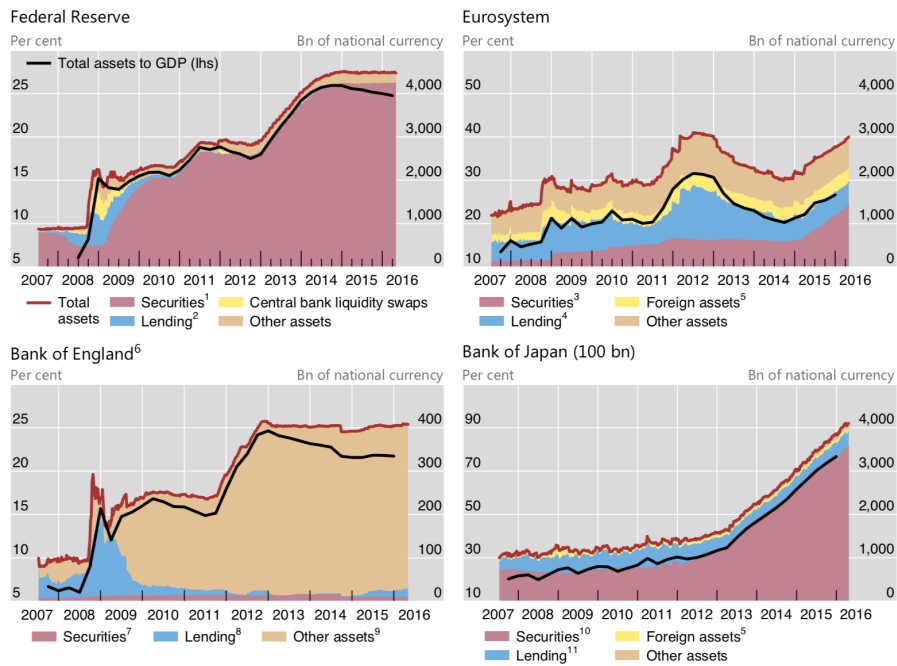 Federal Reserve
Per cent Bn of national currency
Total assets to GDP (lhs)
25 4,000
20 3,000
15 2,000
10 1,000
5 0
2007 2008 2009 2010 2011 2012 2013 2014 2015 2016
Total assets
Securities1 Central bank liquidity swaps
Lending2 Other assets
Eurosystem
Per cent Bn of national currency
50 4,000
40 3,000
30 2,000
20 1,000
10 0
2007 2008 2009 2010 2011 2012 2013 2014 2015 2016
Securities3 Foreign assets5
Lending4 Other assets
Bank of England6
Per cent Bn of national currency
25 400
20 300
15 200
10 100
5 0
2007 2008 2009 2010 2011 2012 2013 2014 2015 2016
Securities7 Lending8 Other assets9
Bank of Japan (100 bn)
Per cent Bn of national currency
90 4,000
70 3,000
50 2,000
30 1,000
10 0
2007 2008 2009 2010 2011 2012 2013 2014 2015 2016
Securities10 Foreign assets5
Lending11 Other assets